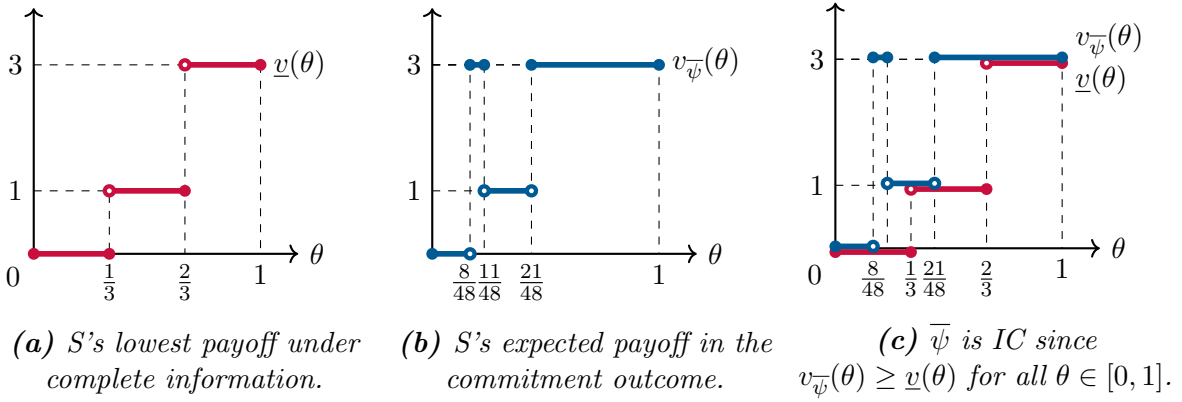 3
1
0
1/3
2/3
1
θ
v̲(θ)
(a) S's lowest payoff under
complete information.
3
1
8/48
11/48
21/48
1
θ
v_ψ̅(θ)
(b) S's expected payoff in the
commitment outcome.
3
1
0
8/48
1/3
21/48
2/3
1
θ
v_ψ̅(θ)
v̲(θ)
(c) ψ̅ is IC since
v_ψ̅(θ) ≥ v̲(θ) for all θ ∈ [0, 1].